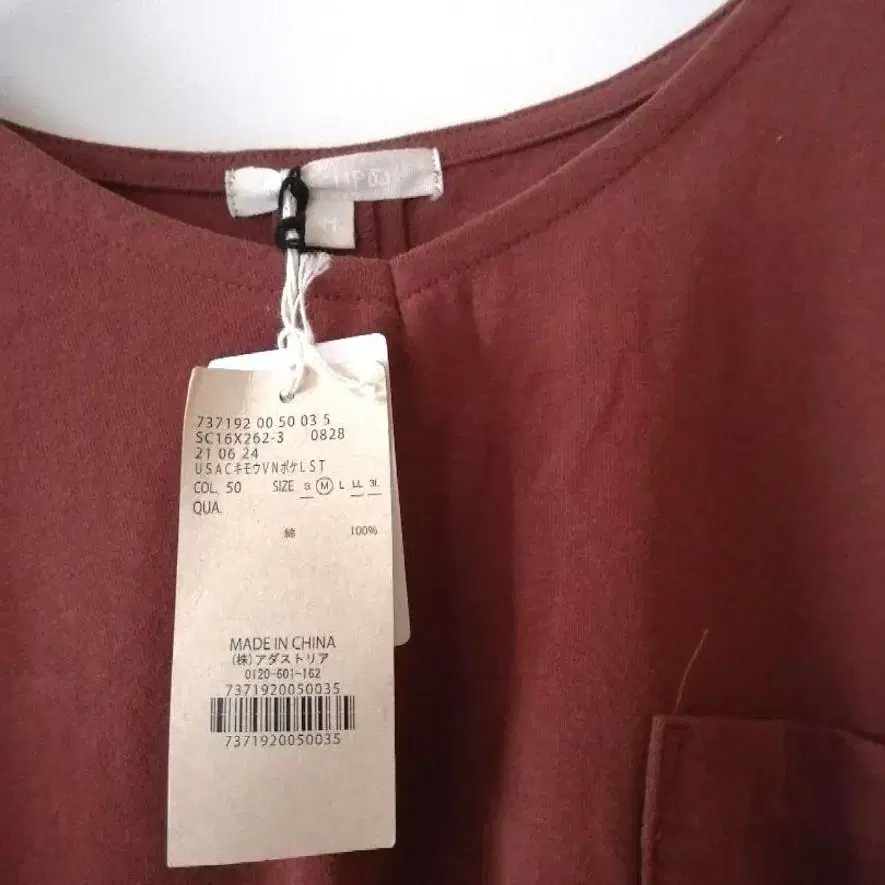 737192 00 50 03 5
SC16X262-3 0828
21 06 24
USACキモウVNポケLST
COL. 50 SIZE S M L LL 3L
QUA.
綿 100%
MADE IN CHINA
(株)アダストリア
0120-601-162
7371920050035
7371920050035